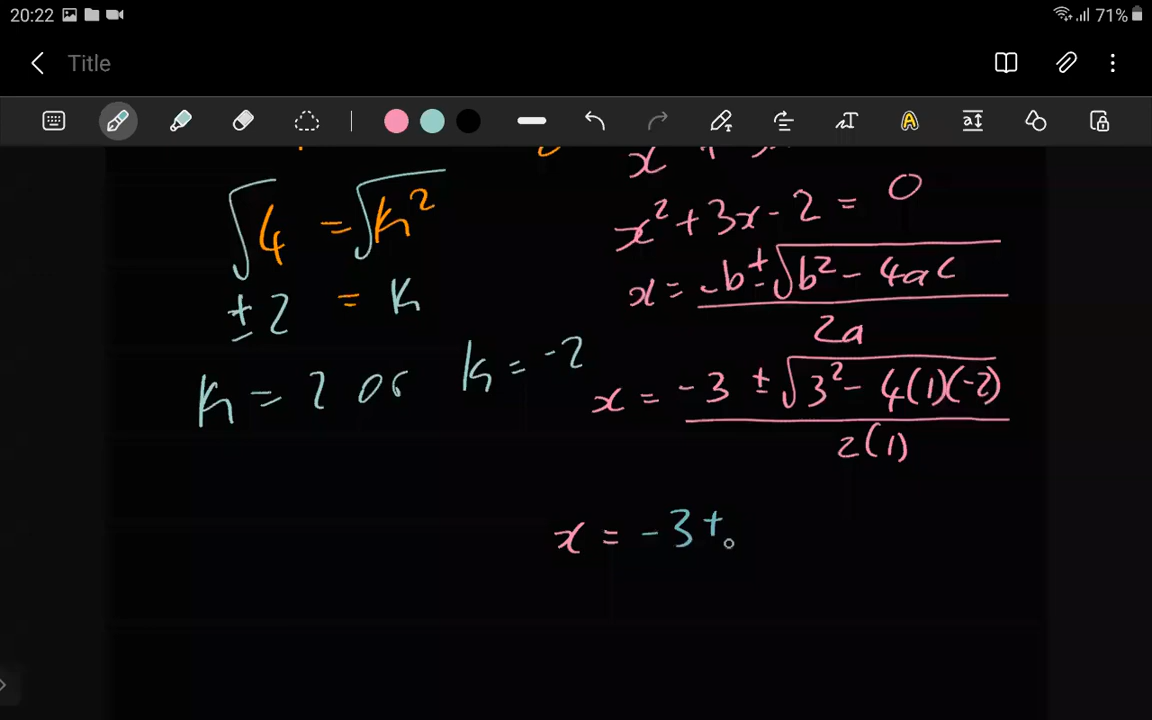 20:22
71%
Title
√4 = √k²
± 2 = k
k = 2 or k = -2
x² + 3x - 2 = 0
x = -b ± √b² - 4ac
2a
x = -3 ± √3² - 4(1)(-2)
2(1)
x = -3 +